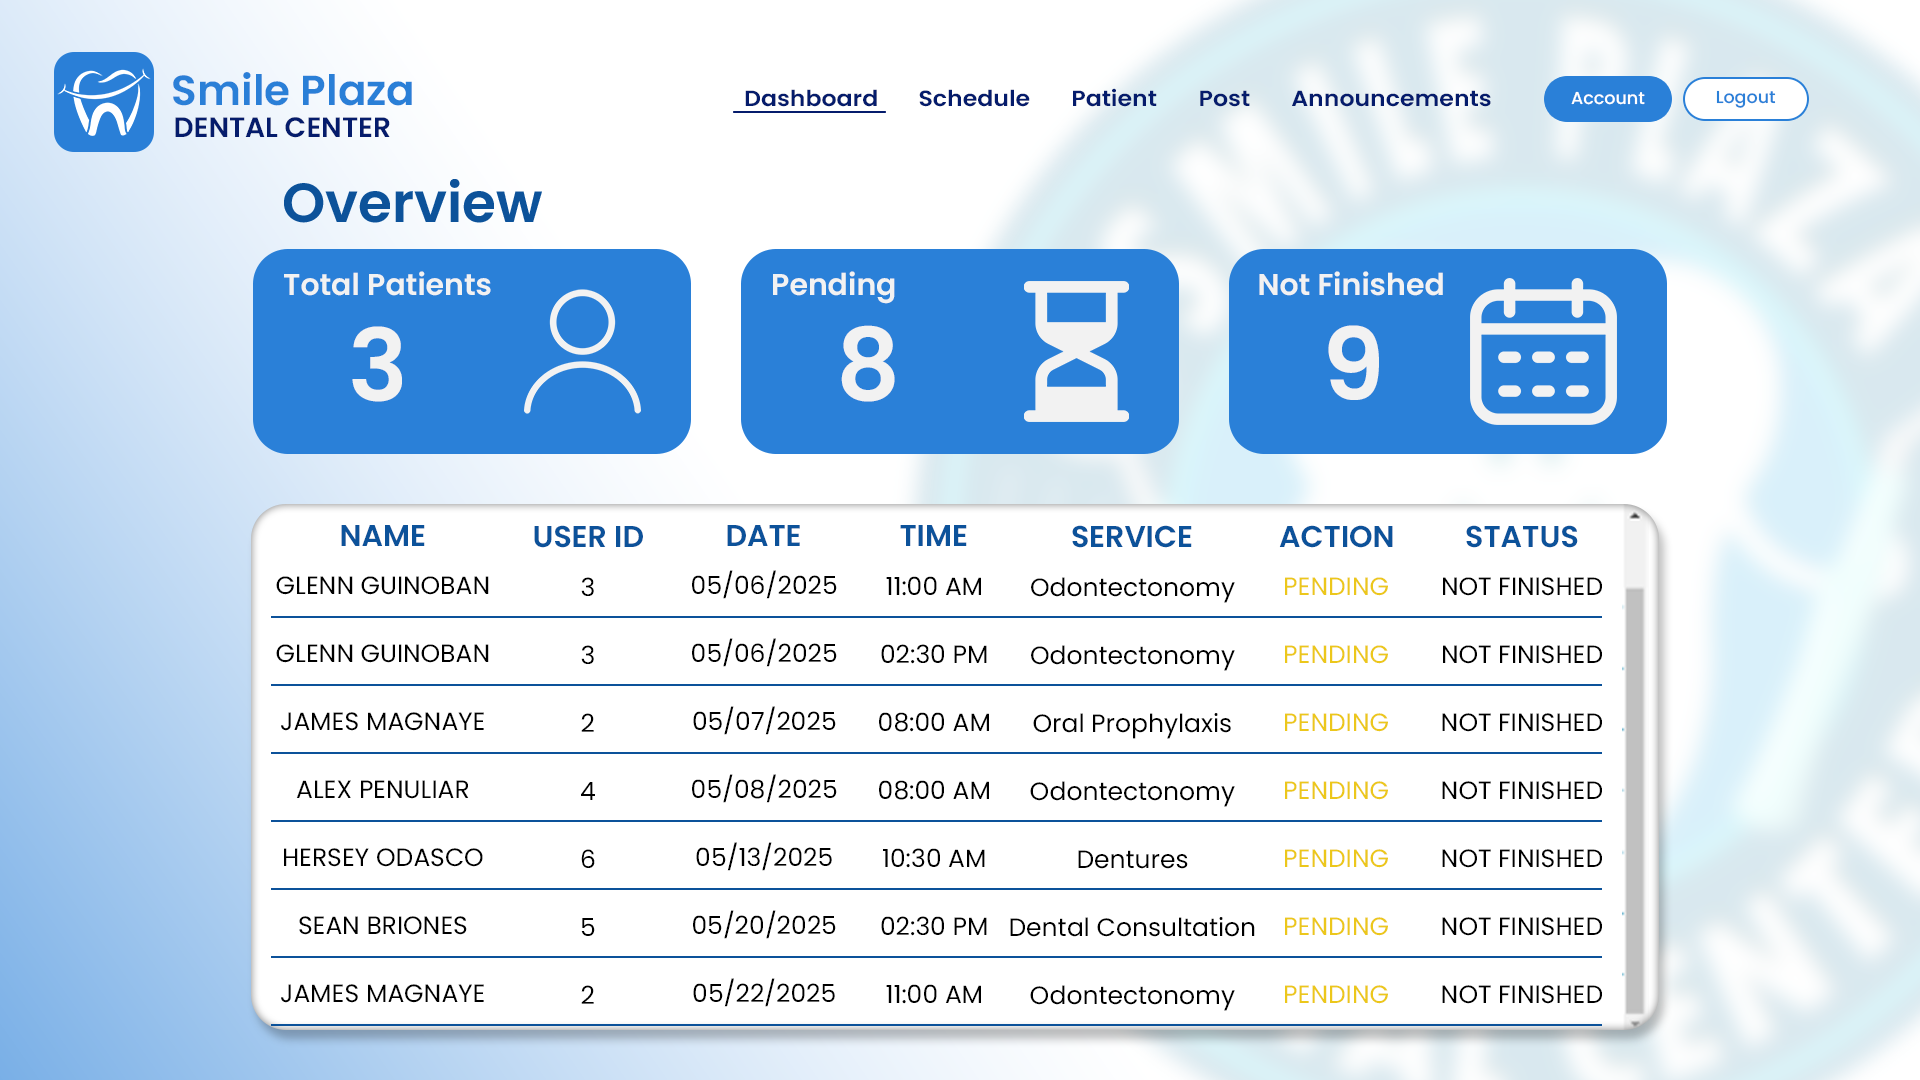 Smile Plaza
DENTAL CENTER
Dashboard Schedule Patient Post Announcements Account Logout
Overview
Total Patients
3
Pending
8
Not Finished
9
NAME USER ID DATE TIME SERVICE ACTION STATUS
GLENN GUINOBAN 3 05/06/2025 11:00 AM Odontectonomy PENDING NOT FINISHED
GLENN GUINOBAN 3 05/06/2025 02:30 PM Odontectonomy PENDING NOT FINISHED
JAMES MAGNAYE 2 05/07/2025 08:00 AM Oral Prophylaxis PENDING NOT FINISHED
ALEX PENULIAR 4 05/08/2025 08:00 AM Odontectonomy PENDING NOT FINISHED
HERSEY ODASCO 6 05/13/2025 10:30 AM Dentures PENDING NOT FINISHED
SEAN BRIONES 5 05/20/2025 02:30 PM Dental Consultation PENDING NOT FINISHED
JAMES MAGNAYE 2 05/22/2025 11:00 AM Odontectonomy PENDING NOT FINISHED
SMILE PLAZA